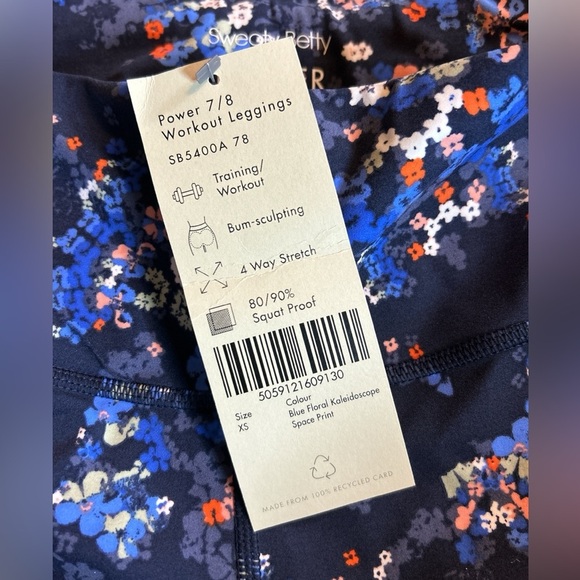 Sweaty Betty
ER
Power 7/8
Workout Leggings
SB5400A 78
Training/
Workout
Bum-sculpting
4 Way Stretch
80/90%
Squat Proof
5059121609130
Size
XS
Colour
Blue Floral Kaleidoscope
Space Print
MADE FROM 100% RECYCLED CARD